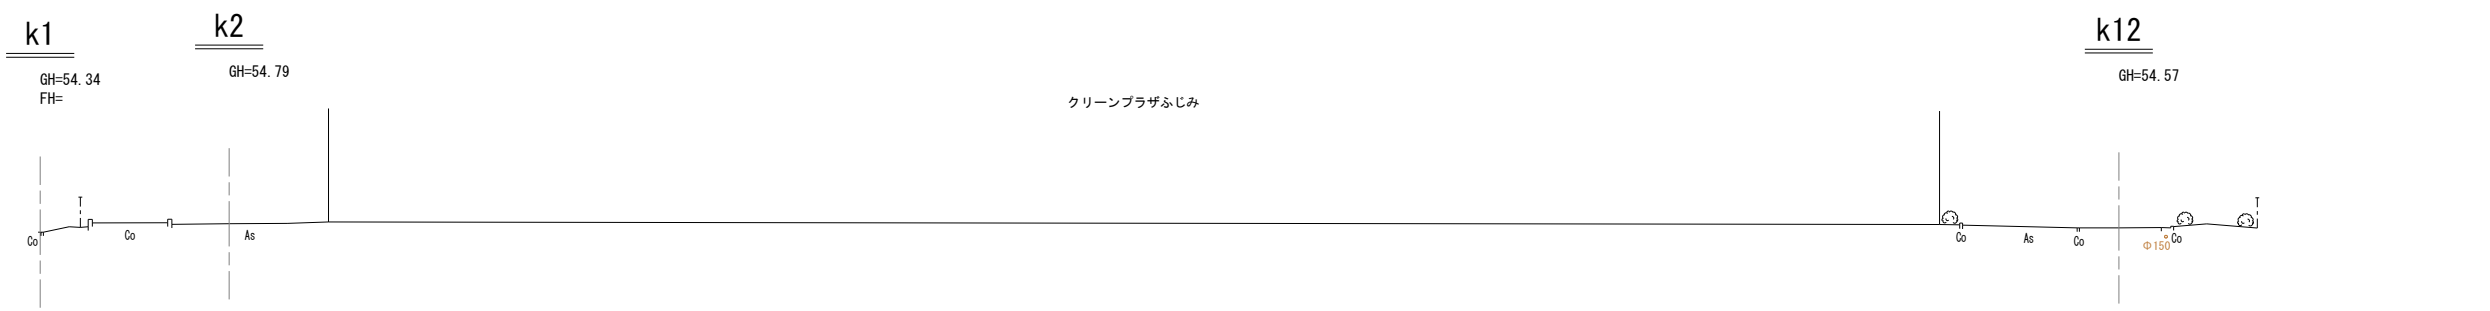 k1
GH=54.34
FH=
k2
GH=54.79
クリーンプラザふじみ
k12
GH=54.57
Co
T
Co
As
Co
As
Co
Φ150
Co
T